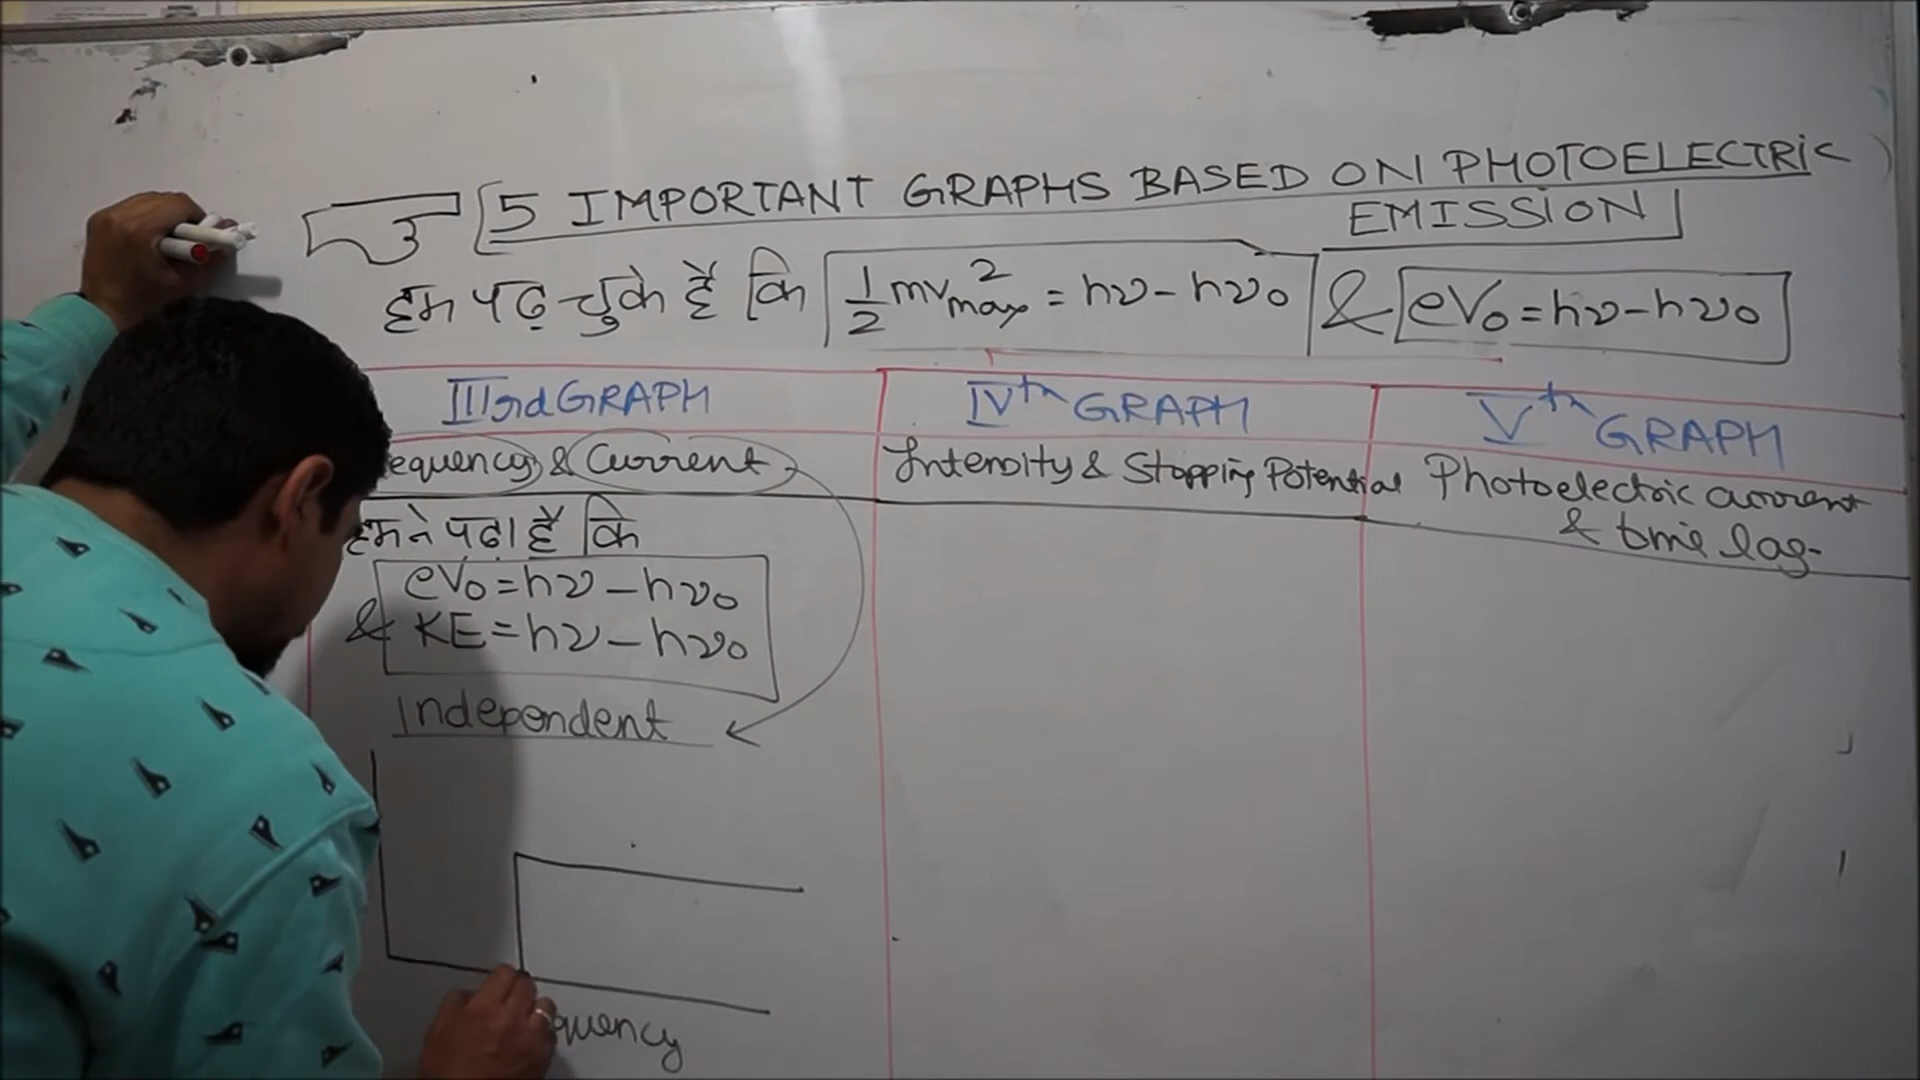 5 IMPORTANT GRAPHS BASED ON PHOTOELECTRIC
EMISSION
हम पढ़ चुके हैं कि 1/2 mv²max = hν - hν₀ & eV₀ = hν - hν₀
IIIrd GRAPH
IVth GRAPH
Vth GRAPH
equency & Current
Intensity & Stopping Potential
Photoelectric current
& time lag-
हमने पढ़ा है कि
eV₀ = hν - hν₀
& KE = hν - hν₀
Independent
quency